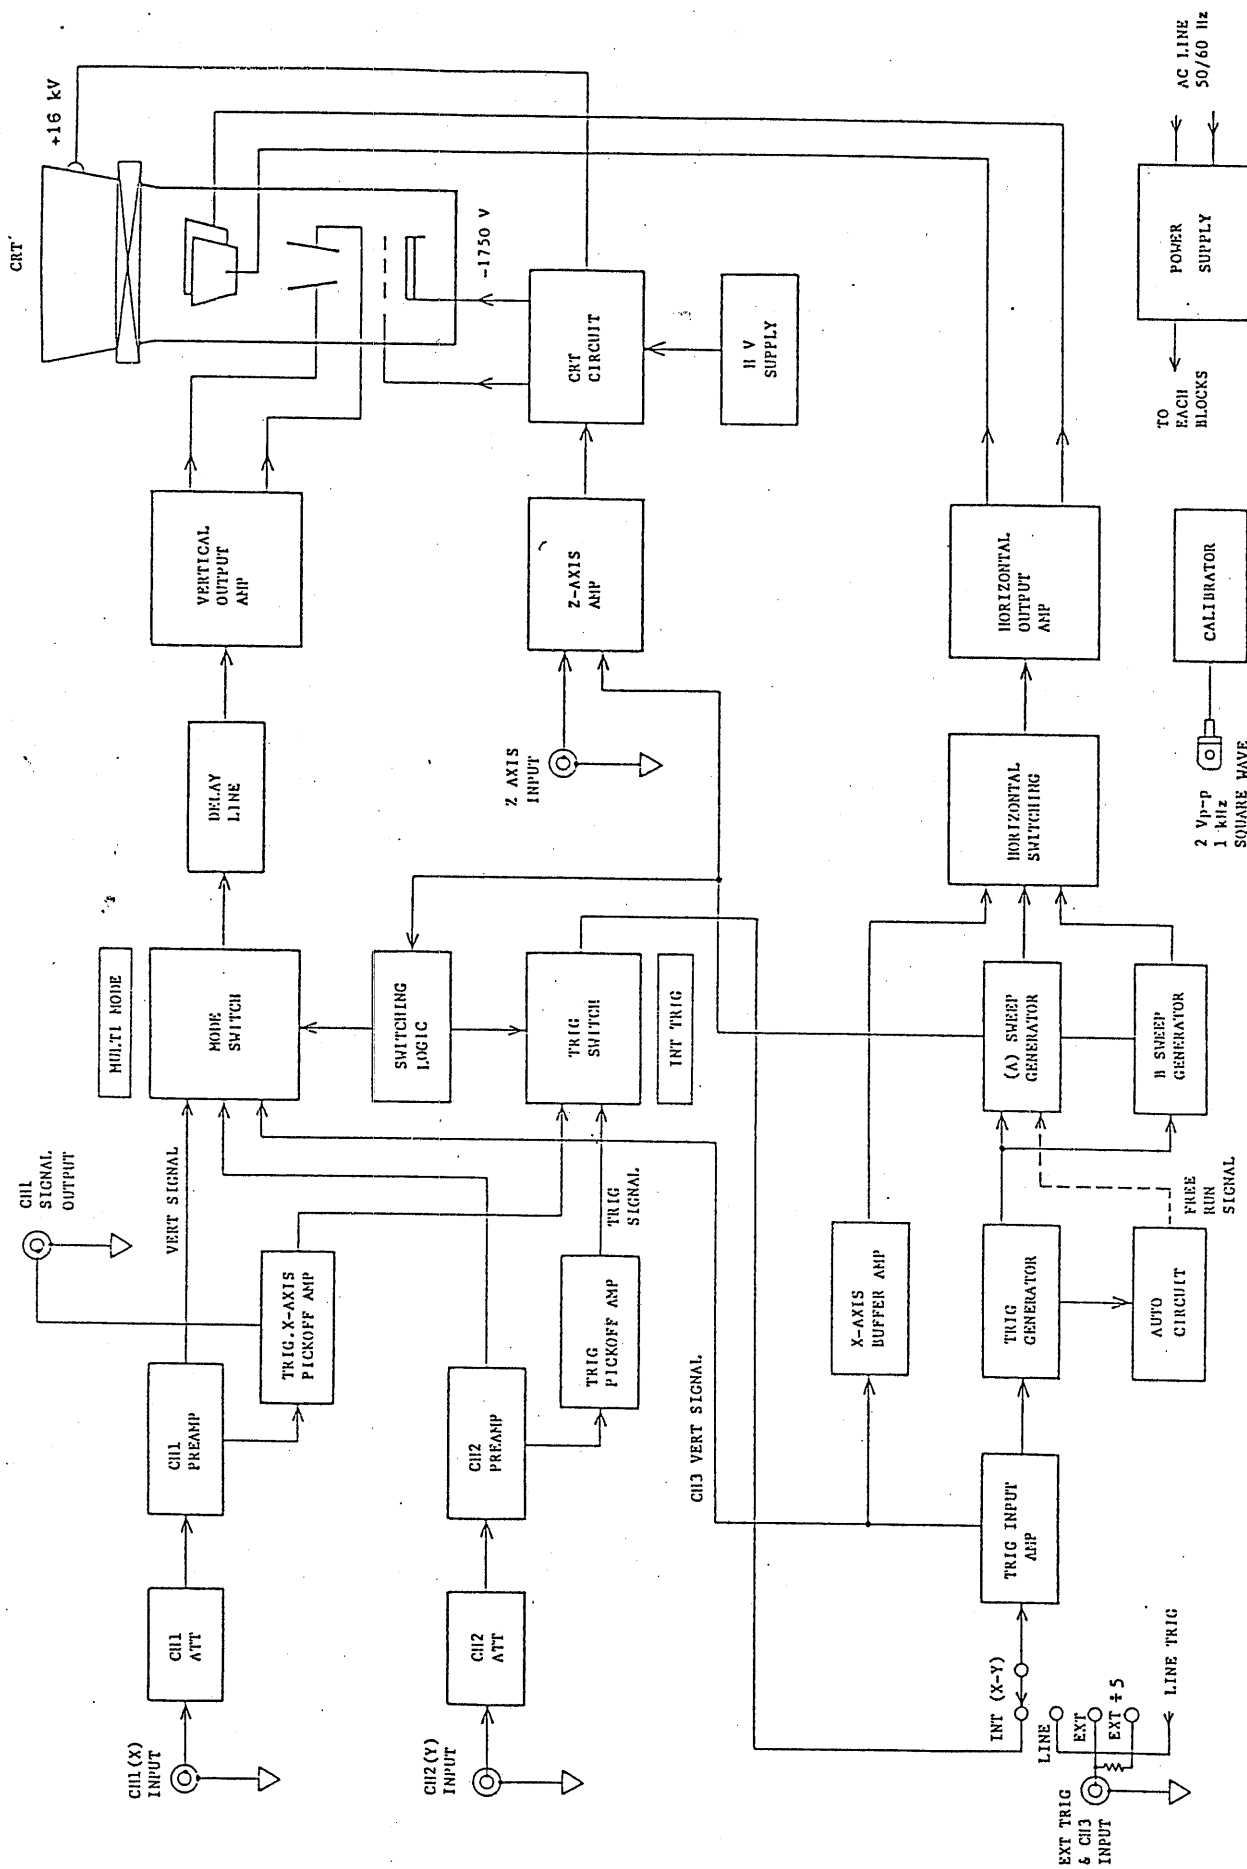 CH1(X)
INPUT
CH1
ATT
CH1
PREAMP
VERT SIGNAL
CH1
SIGNAL
OUTPUT
TRIG.X-AXIS
PICKOFF AMP
MULTI MODE
MODE
SWITCH
DELAY
LINE
VERTICAL
OUTPUT
AMP
CRT
+16 kV
-1750 V
CH2(Y)
INPUT
CH2
ATT
CH2
PREAMP
TRIG
PICKOFF AMP
TRIG
SIGNAL
SWITCHING
LOGIC
TRIG
SWITCH
INT TRIG
Z AXIS
INPUT
Z-AXIS
AMP
CRT
CIRCUIT
H V
SUPPLY
CH3 VERT SIGNAL
X-AXIS
BUFFER AMP
INT (X-Y)
LINE
EXT
EXT ÷5
LINE TRIG
EXT TRIG
& CH3
INPUT
TRIG INPUT
AMP
TRIG
GENERATOR
AUTO
CIRCUIT
FREE
RUN
SIGNAL
(A) SWEEP
GENERATOR
B SWEEP
GENERATOR
HORIZONTAL
SWITCHING
HORIZONTAL
OUTPUT
AMP
2 Vp-p
1 kHz
SQUARE WAVE
CALIBRATOR
TO
EACH
BLOCKS
POWER
SUPPLY
AC LINE
50/60 Hz